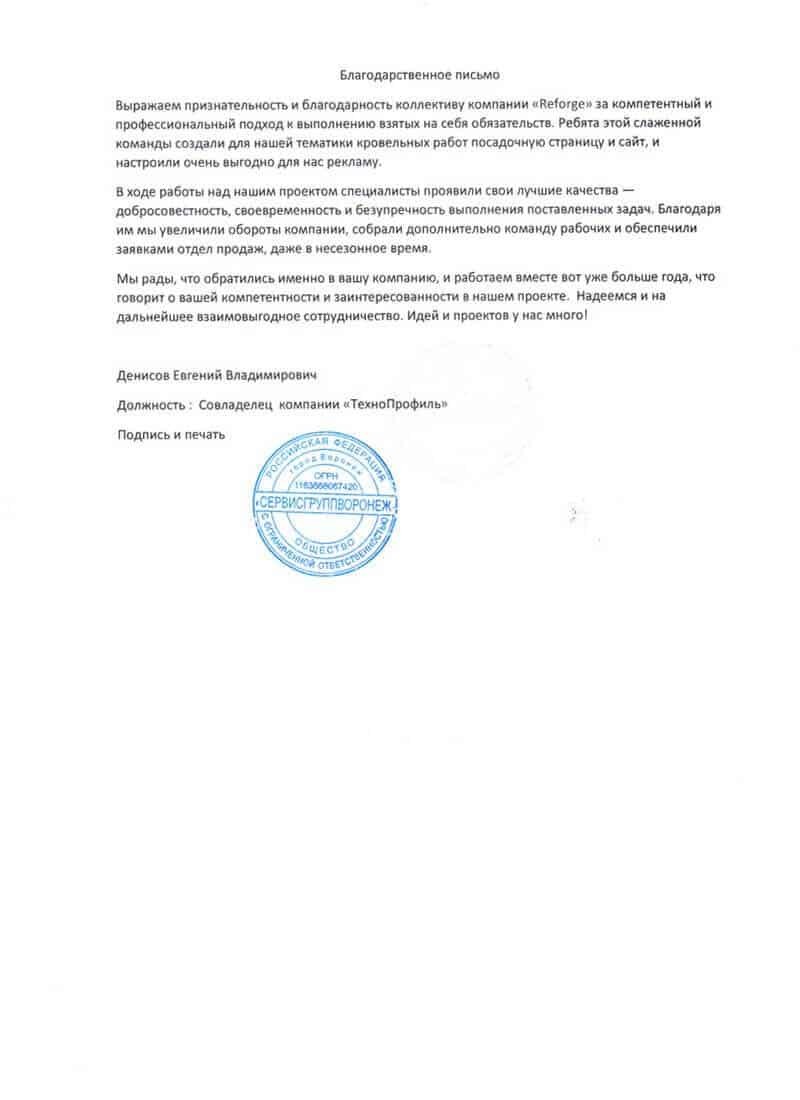 Благодарственное письмо
Выражаем признательность и благодарность коллективу компании «Reforge» за компетентный и
профессиональный подход к выполнению взятых на себя обязательств. Ребята этой слаженной
команды создали для нашей тематики кровельных работ посадочную страницу и сайт, и
настроили очень выгодно для нас рекламу.
В ходе работы над нашим проектом специалисты проявили свои лучшие качества —
добросовестность, своевременность и безупречность выполнения поставленных задач. Благодаря
им мы увеличили обороты компании, собрали дополнительно команду рабочих и обеспечили
заявками отдел продаж, даже в несезонное время.
Мы рады, что обратились именно в вашу компанию, и работаем вместе вот уже больше года, что
говорит о вашей компетентности и заинтересованности в нашем проекте. Надеемся и на
дальнейшее взаимовыгодное сотрудничество. Идей и проектов у нас много!
Денисов Евгений Владимирович
Должность : Совладелец компании «ТехноПрофиль»
Подпись и печать
РОССИЙСКАЯ ФЕДЕРАЦИЯ
город Воронеж
ОГРН
1163668067420
«СЕРВИСГРУППВОРОНЕЖ»
ОБЩЕСТВО
С ОГРАНИЧЕННОЙ ОТВЕТСТВЕННОСТЬЮ